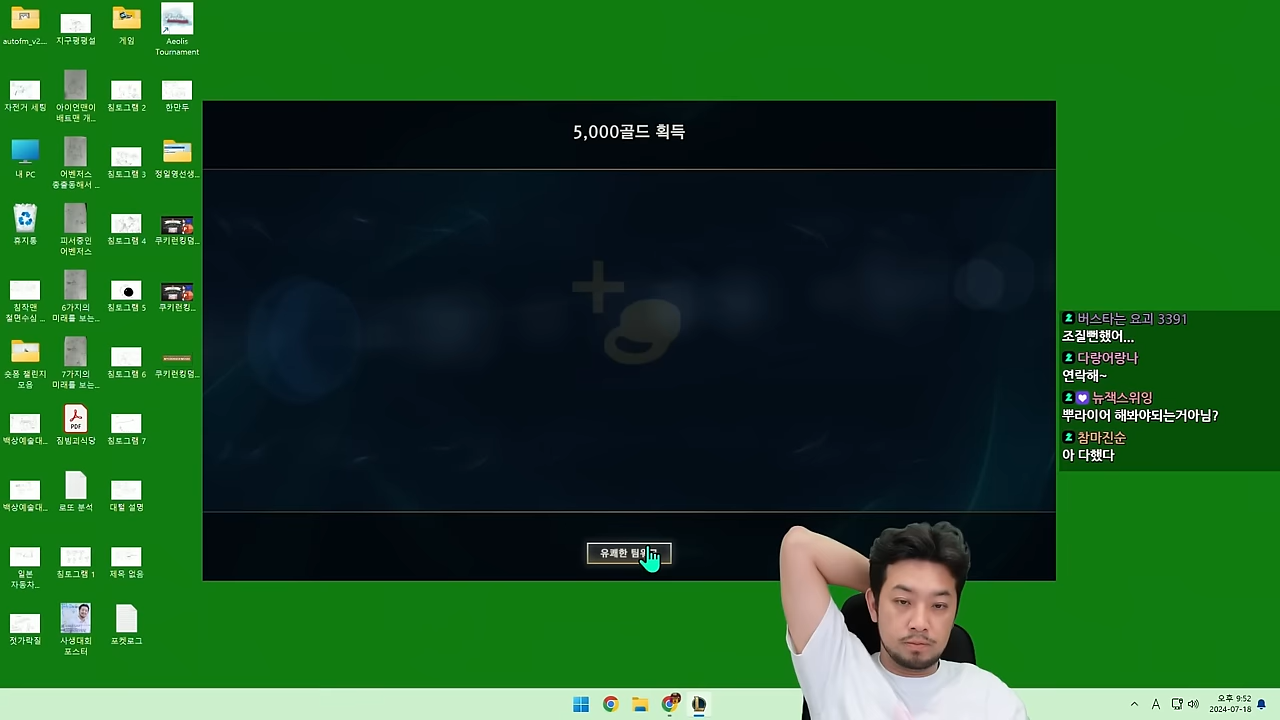 autofm_v2...
지구평평설
게임
Aeolis
Tournament
자전거 세팅
아이언맨이
배트맨 개...
침토그램 2
한만두
내 PC
어벤저스
중출동해서 ...
침토그램 3
정일영선생...
휴지통
피서중인
어벤저스
침토그램 4
쿠키런킹덤...
침착맨
절면수심 ...
6가지의
미래를 보는...
침토그램 5
쿠키런킹...
숏폼 챌린지
모음
7가지의
미래를 보는...
침토그램 6
쿠키런킹덤...
백상예술대...
PDF
짐빔괴식당
침토그램 7
백상예술대...
로또 분석
대털 설명
일본
자동차...
침토그램 1
제목 없음
젓가락질
사생대회
포스터
포켓로그
5,000골드 획득
유쾌한 팀워크
버스타는 요괴 3391
조질뻔했어...
다랑어랑나
연락해~
뉴잭스위잉
뿌라이어 해봐야되는거아님?
참마진순
아 다했다
A
오후 9:52
2024-07-18